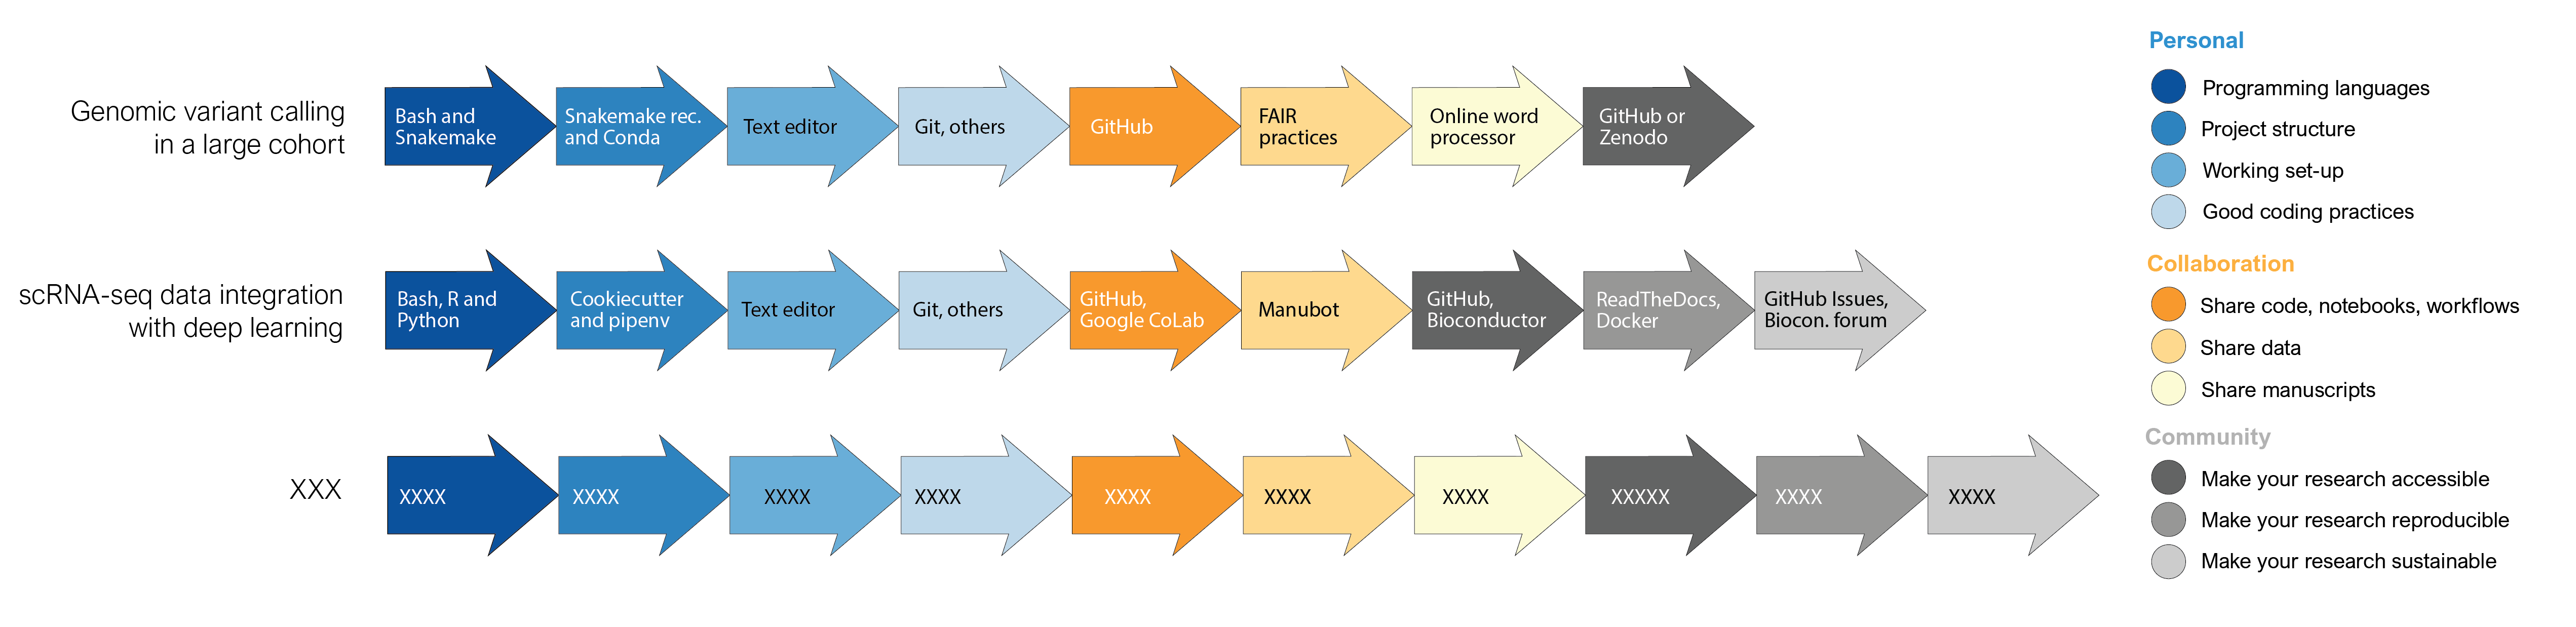 Genomic variant calling
in a large cohort
Bash and
Snakemake
Snakemake rec.
and Conda
Text editor
Git, others
GitHub
FAIR
practices
Online word
processor
GitHub or
Zenodo
scRNA-seq data integration
with deep learning
Bash, R and
Python
Cookiecutter
and pipenv
Text editor
Git, others
GitHub,
Google CoLab
Manubot
GitHub,
Bioconductor
ReadTheDocs,
Docker
GitHub Issues,
Biocon. forum
XXX
XXXX
XXXX
XXXX
XXXX
XXXX
XXXX
XXXX
XXXXX
XXXX
XXXX
Personal
Programming languages
Project structure
Working set-up
Good coding practices
Collaboration
Share code, notebooks, workflows
Share data
Share manuscripts
Community
Make your research accessible
Make your research reproducible
Make your research sustainable